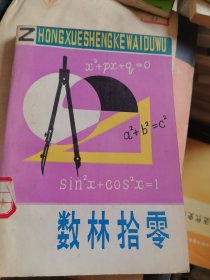 ZHONGXUESHENGKEWAIDUWU
x²+px+q=0
a²+b²=c²
sin²x+cos²x=1
数林拾零